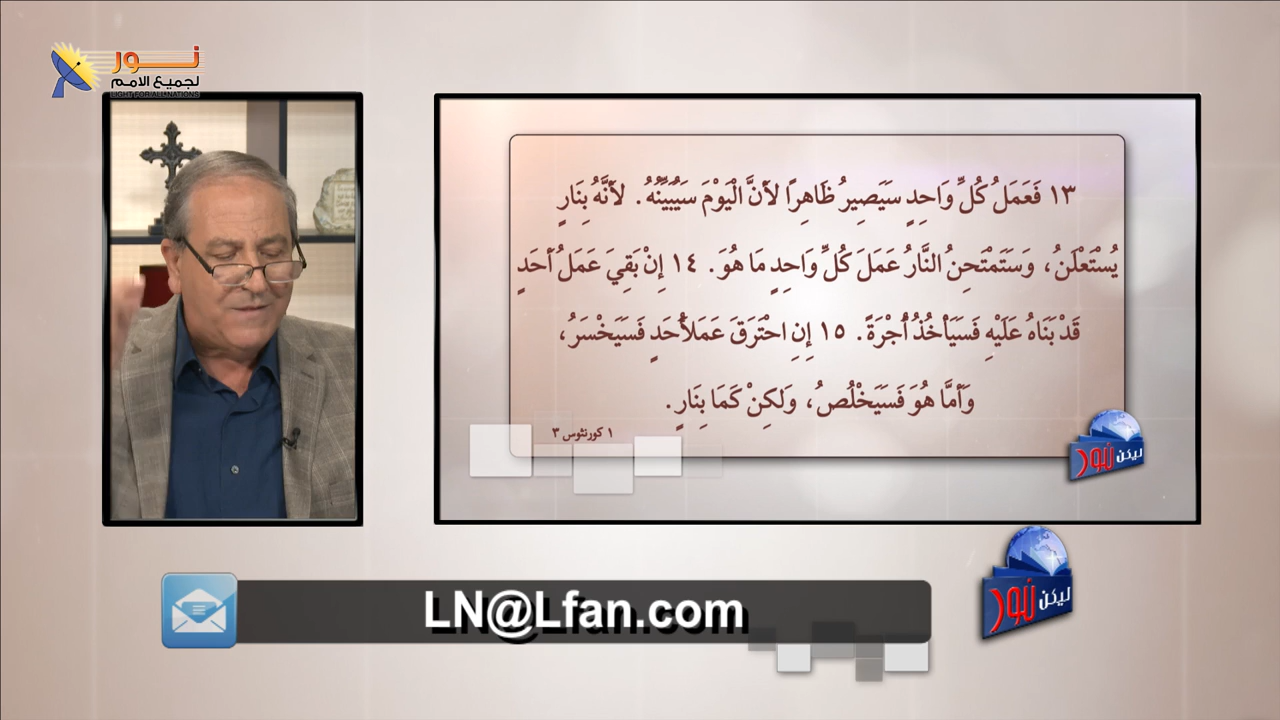 نور
لجميع الامم
LIGHT FOR ALL NATIONS
١٣ فَعَمَلُ كُلِّ وَاحِدٍ سَيَصِيرُ ظَاهِرًا لأَنَّ الْيَوْمَ سَيُبَيِّنُهُ. لأَنَّهُ بِنَارٍ
يُسْتَعْلَنُ، وَسَتَمْتَحِنُ النَّارُ عَمَلَ كُلِّ وَاحِدٍ مَا هُوَ. ١٤ إِنْ بَقِيَ عَمَلُ أَحَدٍ
قَدْ بَنَاهُ عَلَيْهِ فَسَيَأْخُذُ أُجْرَةً. ١٥ إِنِ احْتَرَقَ عَمَلُ أَحَدٍ فَسَيَخْسَرُ،
وَأَمَّا هُوَ فَسَيَخْلُصُ، وَلكِنْ كَمَا بِنَارٍ.
١ كورنثوس ٣
ليكن نور
LN@Lfan.com
ليكن نور